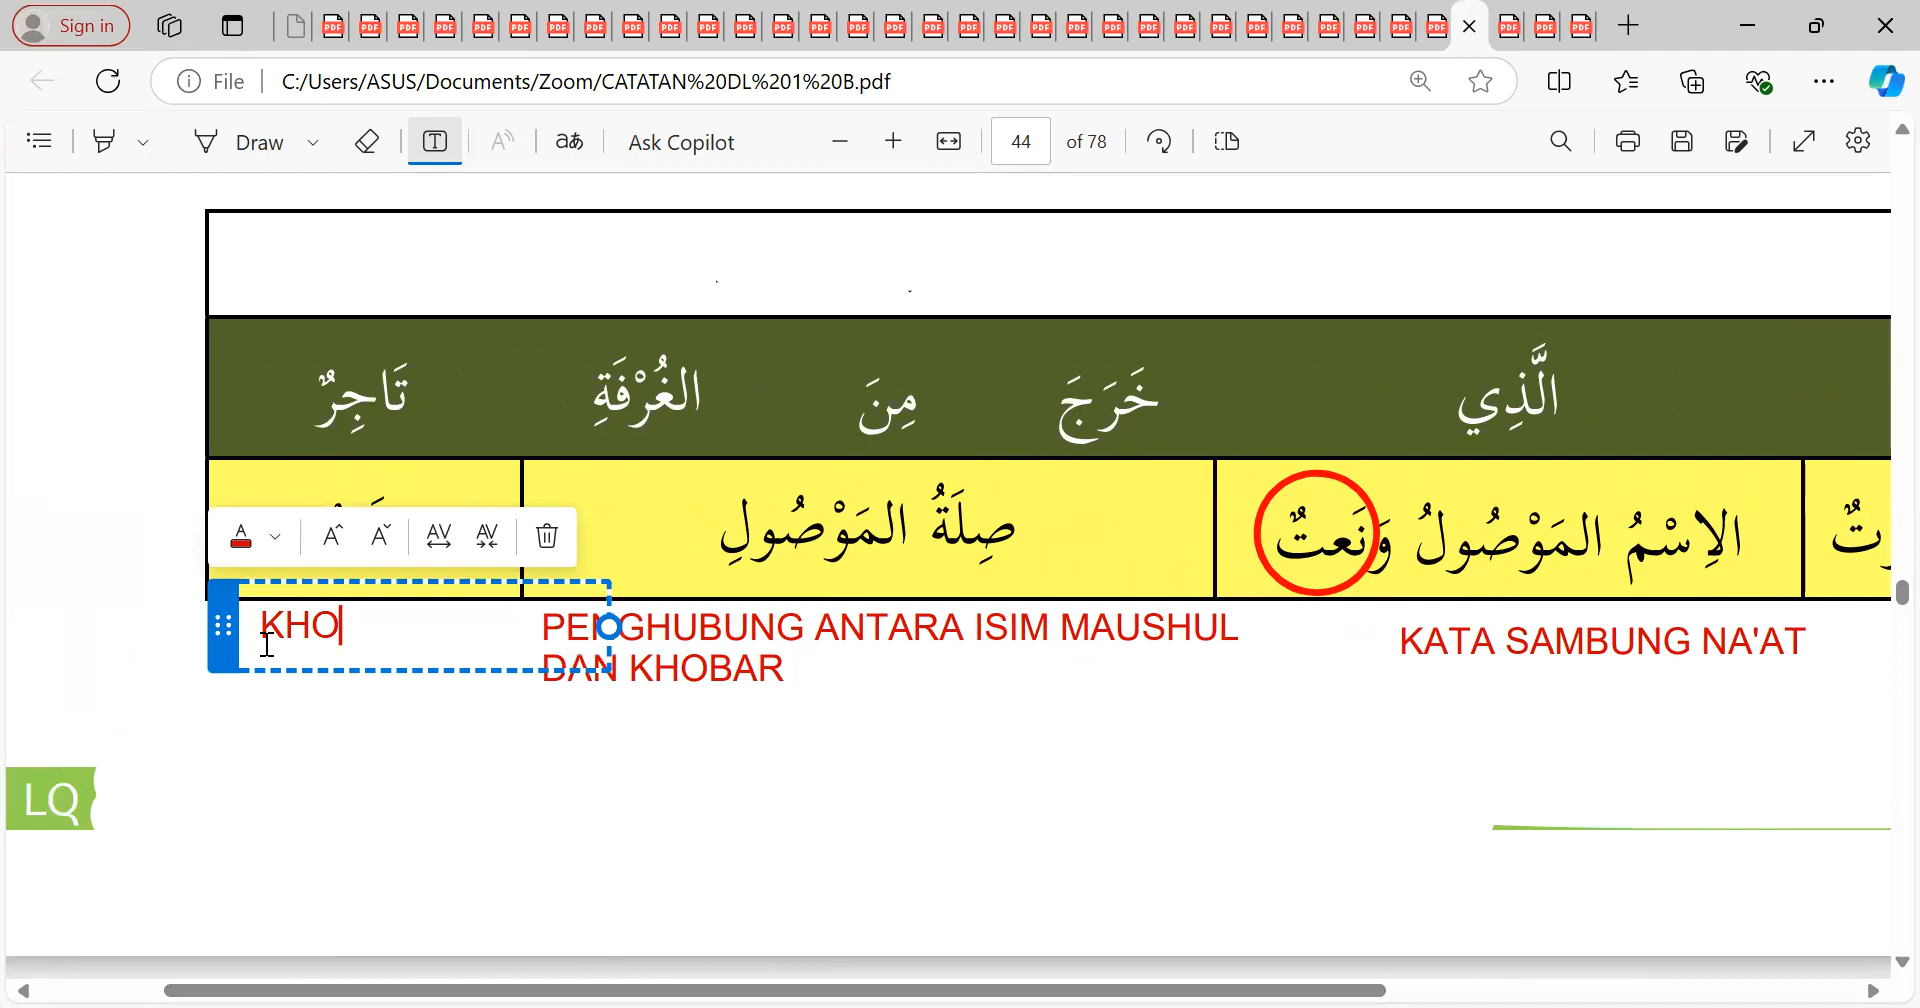 Sign in
File C:/Users/ASUS/Documents/Zoom/CATATAN%20DL%201%20B.pdf
Draw Ask Copilot 44 of 78
الَّذِي خَرَجَ مِنَ الغُرْفَةِ تَاجِرٌ
الاِسْمُ المَوْصُولُ وَنَعتٌ صِلَةُ المَوْصُولِ
KHO
PENGHUBUNG ANTARA ISIM MAUSHUL
DAN KHOBAR
KATA SAMBUNG NA'AT
LQ